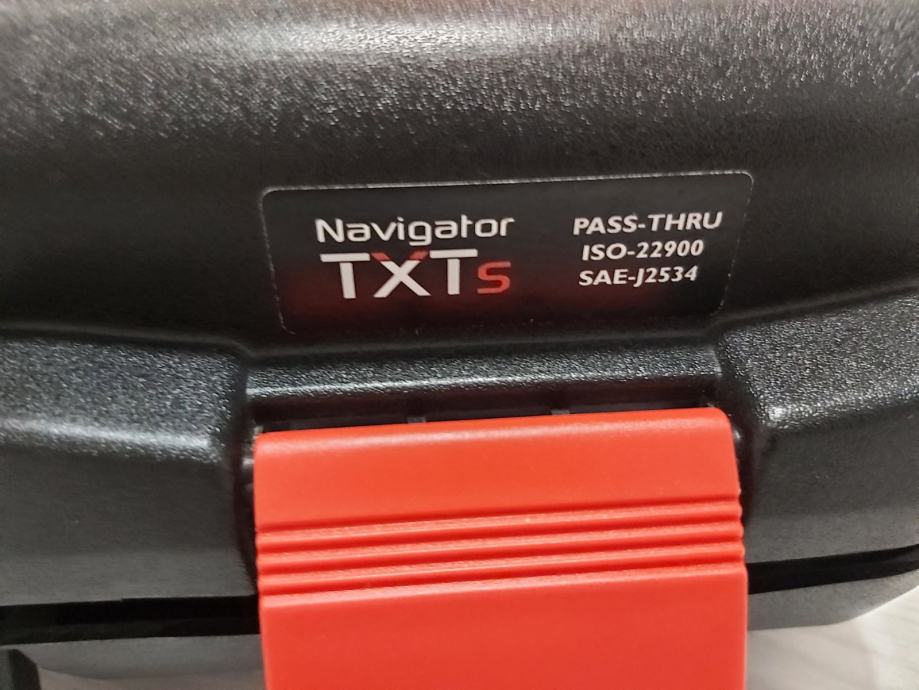 Navigator
TXTs
PASS-THRU
ISO-22900
SAE-J2534